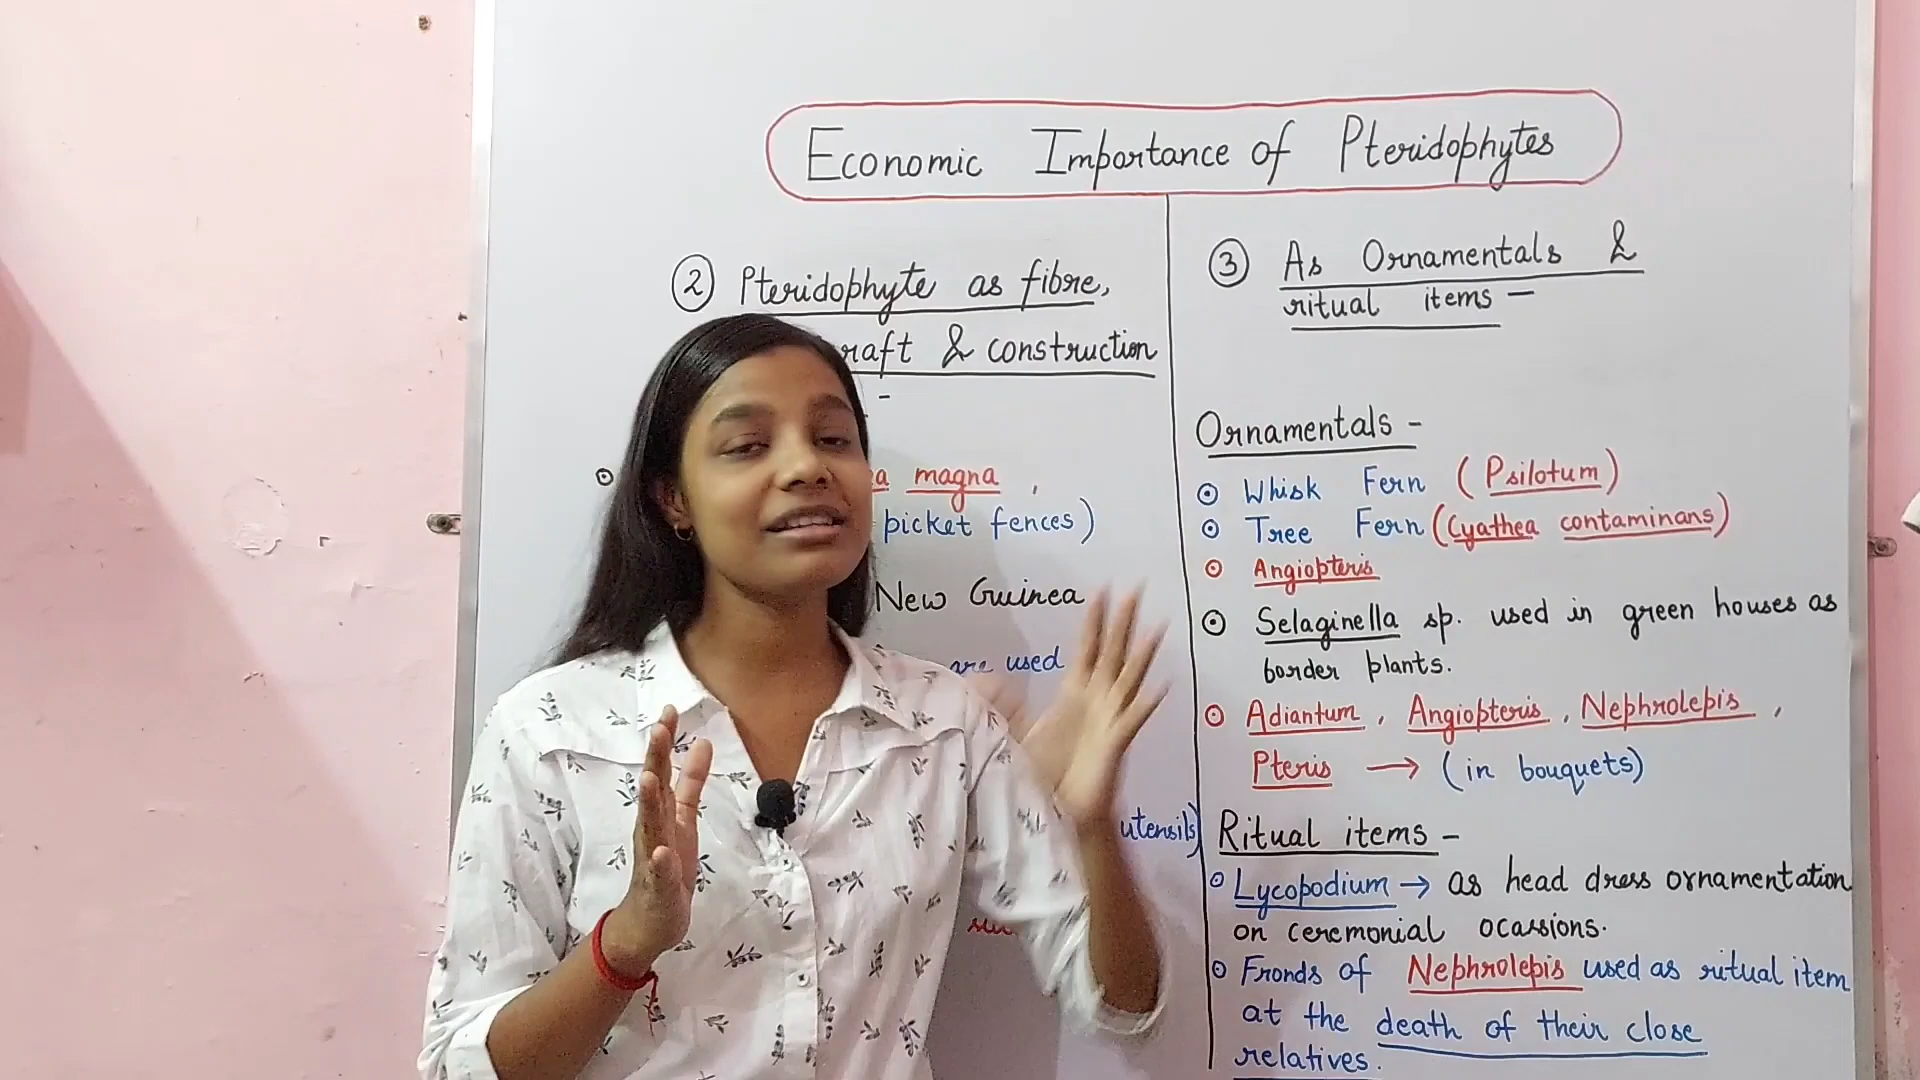 Economic Importance of Pteridophytes
② Pteridophyte as fibre,
raft & construction
-
magna ,
picket fences)
New Guinea
are used
utensils)
③ As Ornamentals &
ritual items -
Ornamentals -
⊙ Whisk Fern (Psilotum)
⊙ Tree Fern (Cyathea contaminans)
⊙ Angiopteris
⊙ Selaginella sp. used in green houses as
border plants.
⊙ Adiantum, Angiopteris, Nephrolepis,
Pteris → (in bouquets)
Ritual items -
⊙ Lycopodium → as head dress ornamentation
on ceremonial ocassions.
⊙ Fronds of Nephrolepis used as ritual item
at the death of their close
relatives.